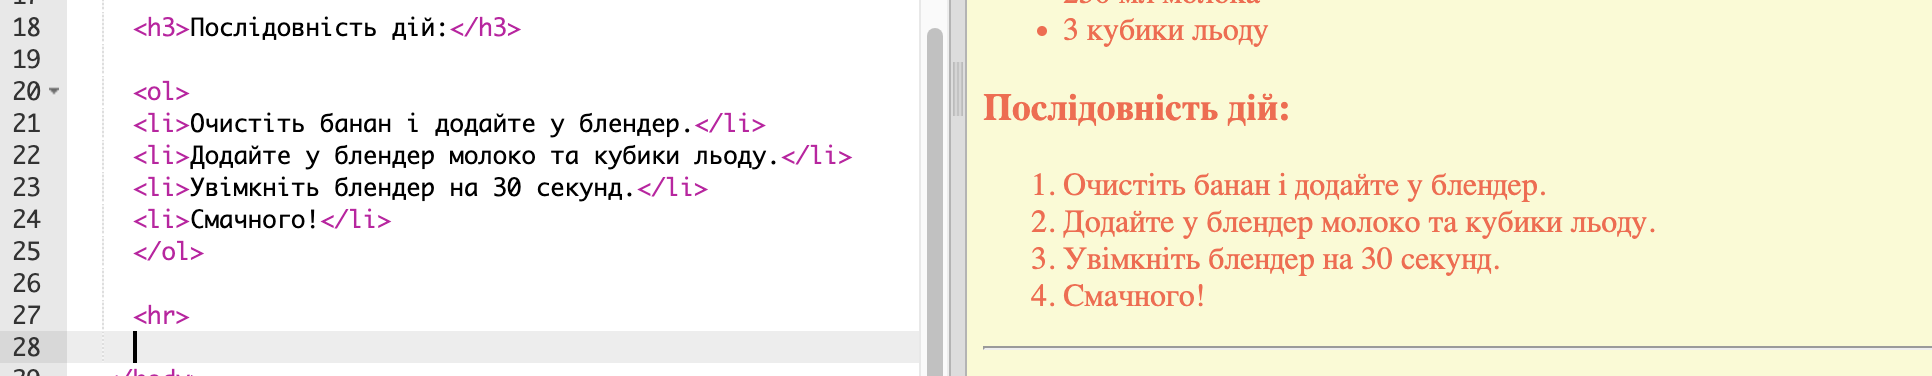 18 <h3>Послідовність дій:</h3>
19
20 <ol>
21 <li>Очистіть банан і додайте у блендер.</li>
22 <li>Додайте у блендер молоко та кубики льоду.</li>
23 <li>Увімкніть блендер на 30 секунд.</li>
24 <li>Смачного!</li>
25 </ol>
26
27 <hr>
28
• 3 кубики льоду
Послідовність дій:
1. Очистіть банан і додайте у блендер.
2. Додайте у блендер молоко та кубики льоду.
3. Увімкніть блендер на 30 секунд.
4. Смачного!